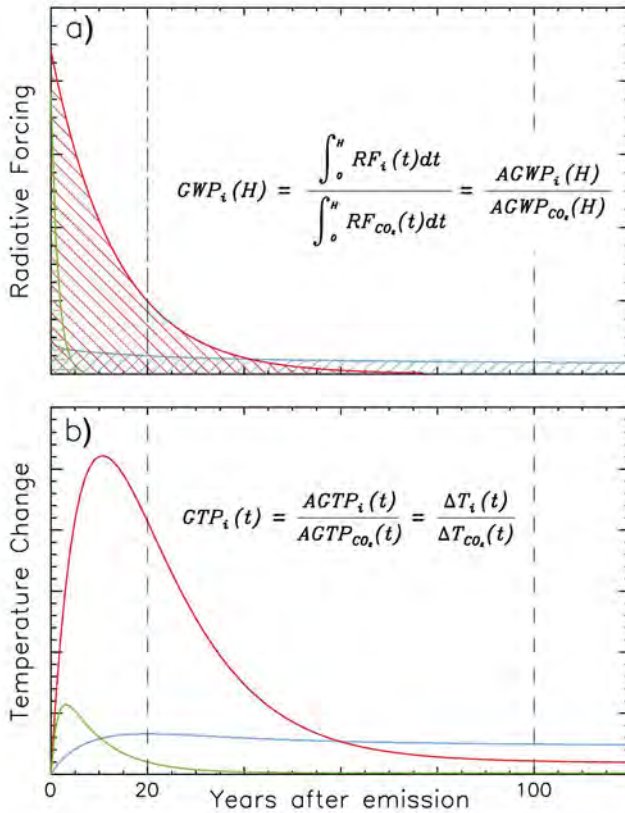 a)
Radiative Forcing
GWP_i(H) = ∫_0^H RF_i(t)dt / ∫_0^H RF_CO₂(t)dt = AGWP_i(H) / AGWP_CO₂(H)
b)
Temperature Change
GTP_i(t) = AGTP_i(t) / AGTP_CO₂(t) = ΔT_i(t) / ΔT_CO₂(t)
0 20 100
Years after emission